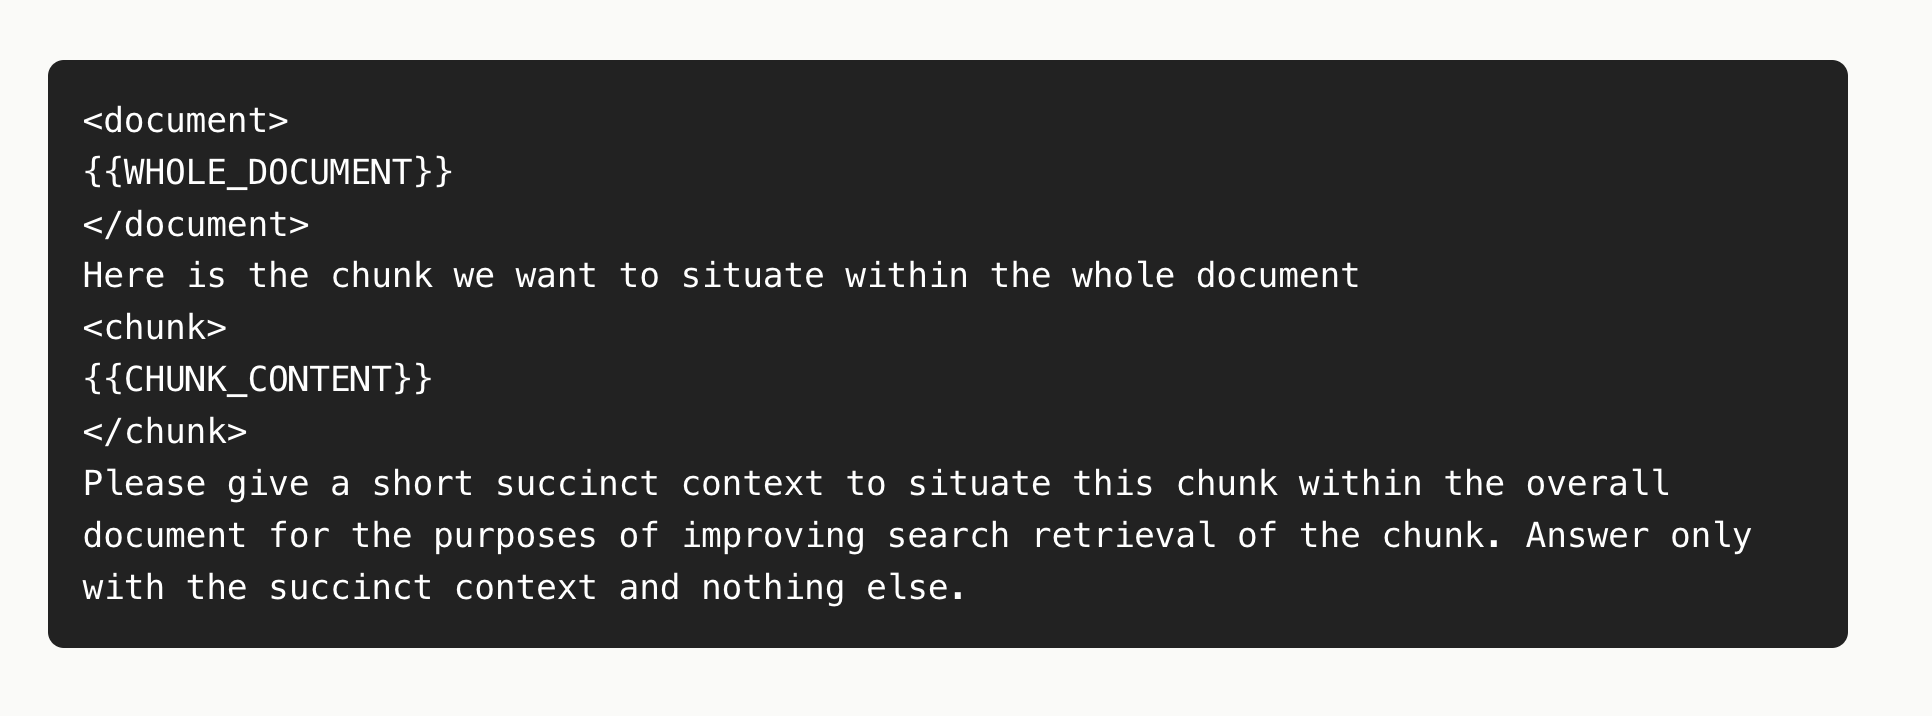 <document>
{{WHOLE_DOCUMENT}}
</document>
Here is the chunk we want to situate within the whole document
<chunk>
{{CHUNK_CONTENT}}
</chunk>
Please give a short succinct context to situate this chunk within the overall
document for the purposes of improving search retrieval of the chunk. Answer only
with the succinct context and nothing else.